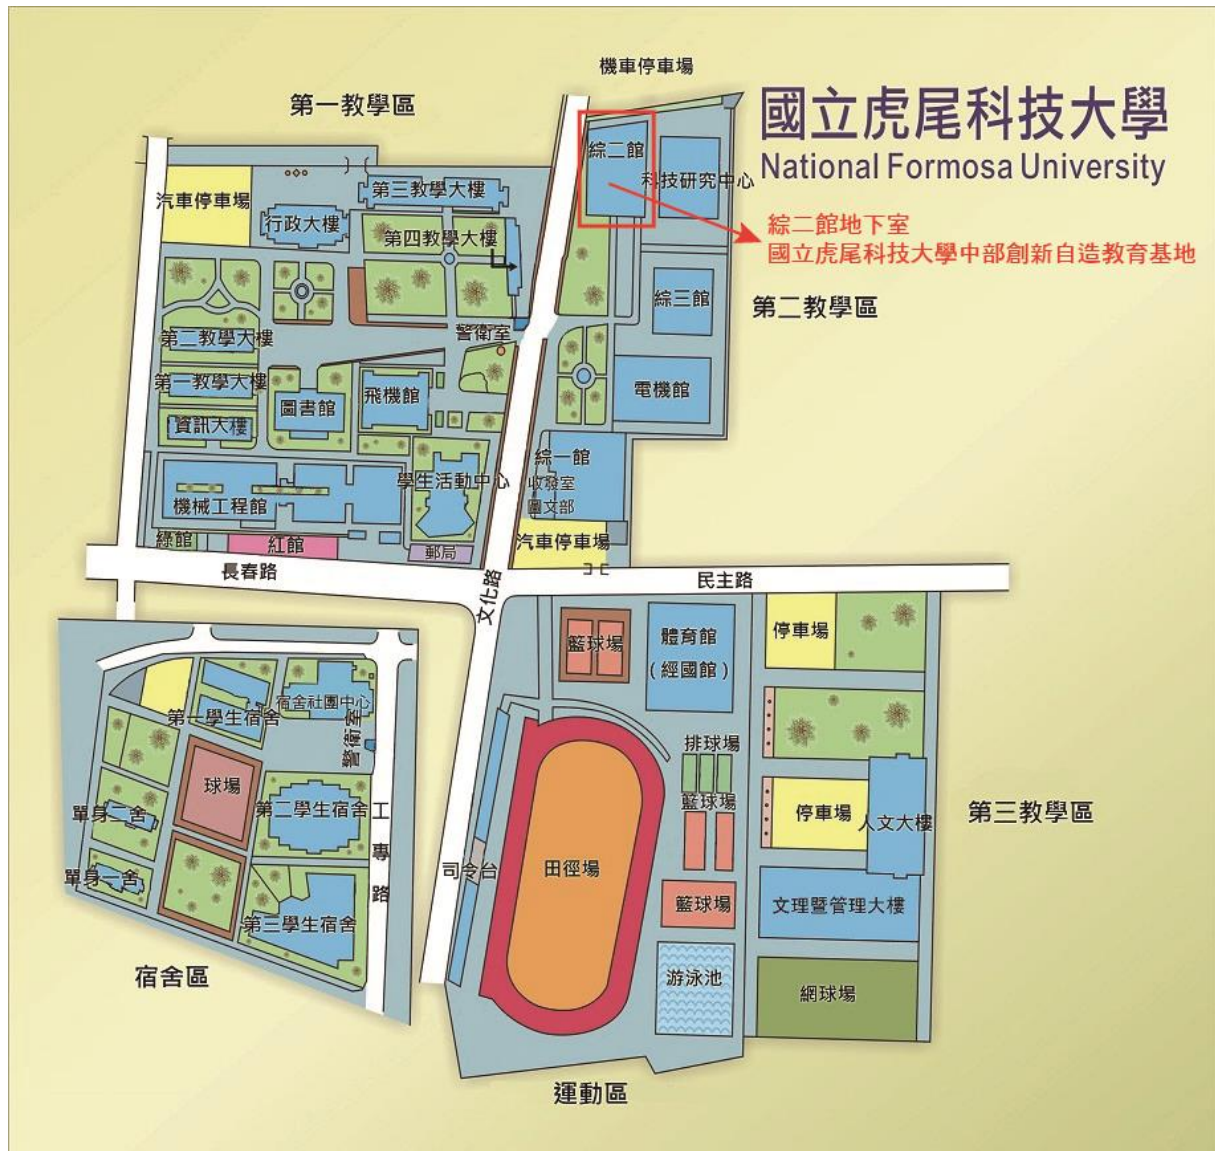 機車停車場
國立虎尾科技大學
National Formosa University
第一教學區
綜二館
科技研究中心
第三教學大樓
汽車停車場
行政大樓
第四教學大樓
綜二館地下室
國立虎尾科技大學中部創新自造教育基地
綜三館
第二教學區
警衛室
第二教學大樓
第一教學大樓
電機館
飛機館
圖書館
資訊大樓
綜一館
收發室
圖文部
學生活動中心
機械工程館
綠館
紅館
郵局
汽車停車場
長春路
文化路
民主路
籃球場
體育館
(經國館)
停車場
宿舍社團中心
第一學生宿舍
警衛室
排球場
球場
籃球場
第二學生宿舍
單身二舍
停車場
人文大樓
第三教學區
工專路
司令台
田徑場
單身一舍
籃球場
文理暨管理大樓
第三學生宿舍
宿舍區
游泳池
網球場
運動區